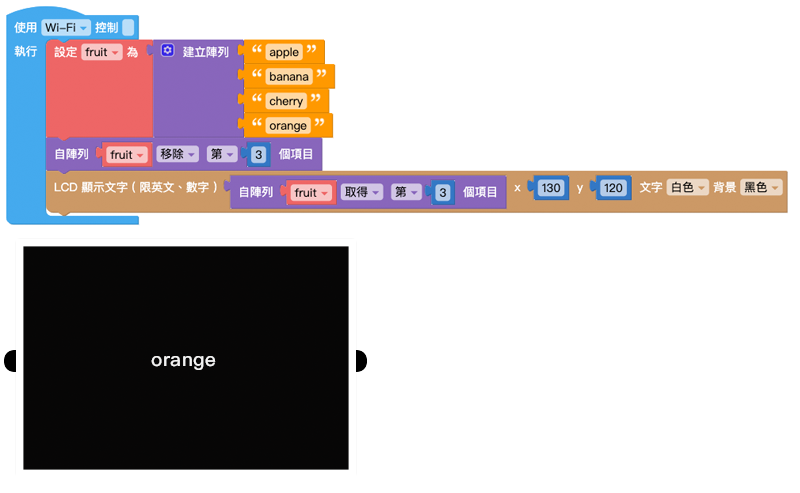 使用 Wi-Fi 控制
執行 設定 fruit 為 建立陣列 “ apple ”
“ banana ”
“ cherry ”
“ orange ”
自陣列 fruit 移除 第 3 個項目
LCD 顯示文字 ( 限英文、數字 ) 自陣列 fruit 取得 第 3 個項目 x 130 y 120 文字 白色 背景 黑色
orange